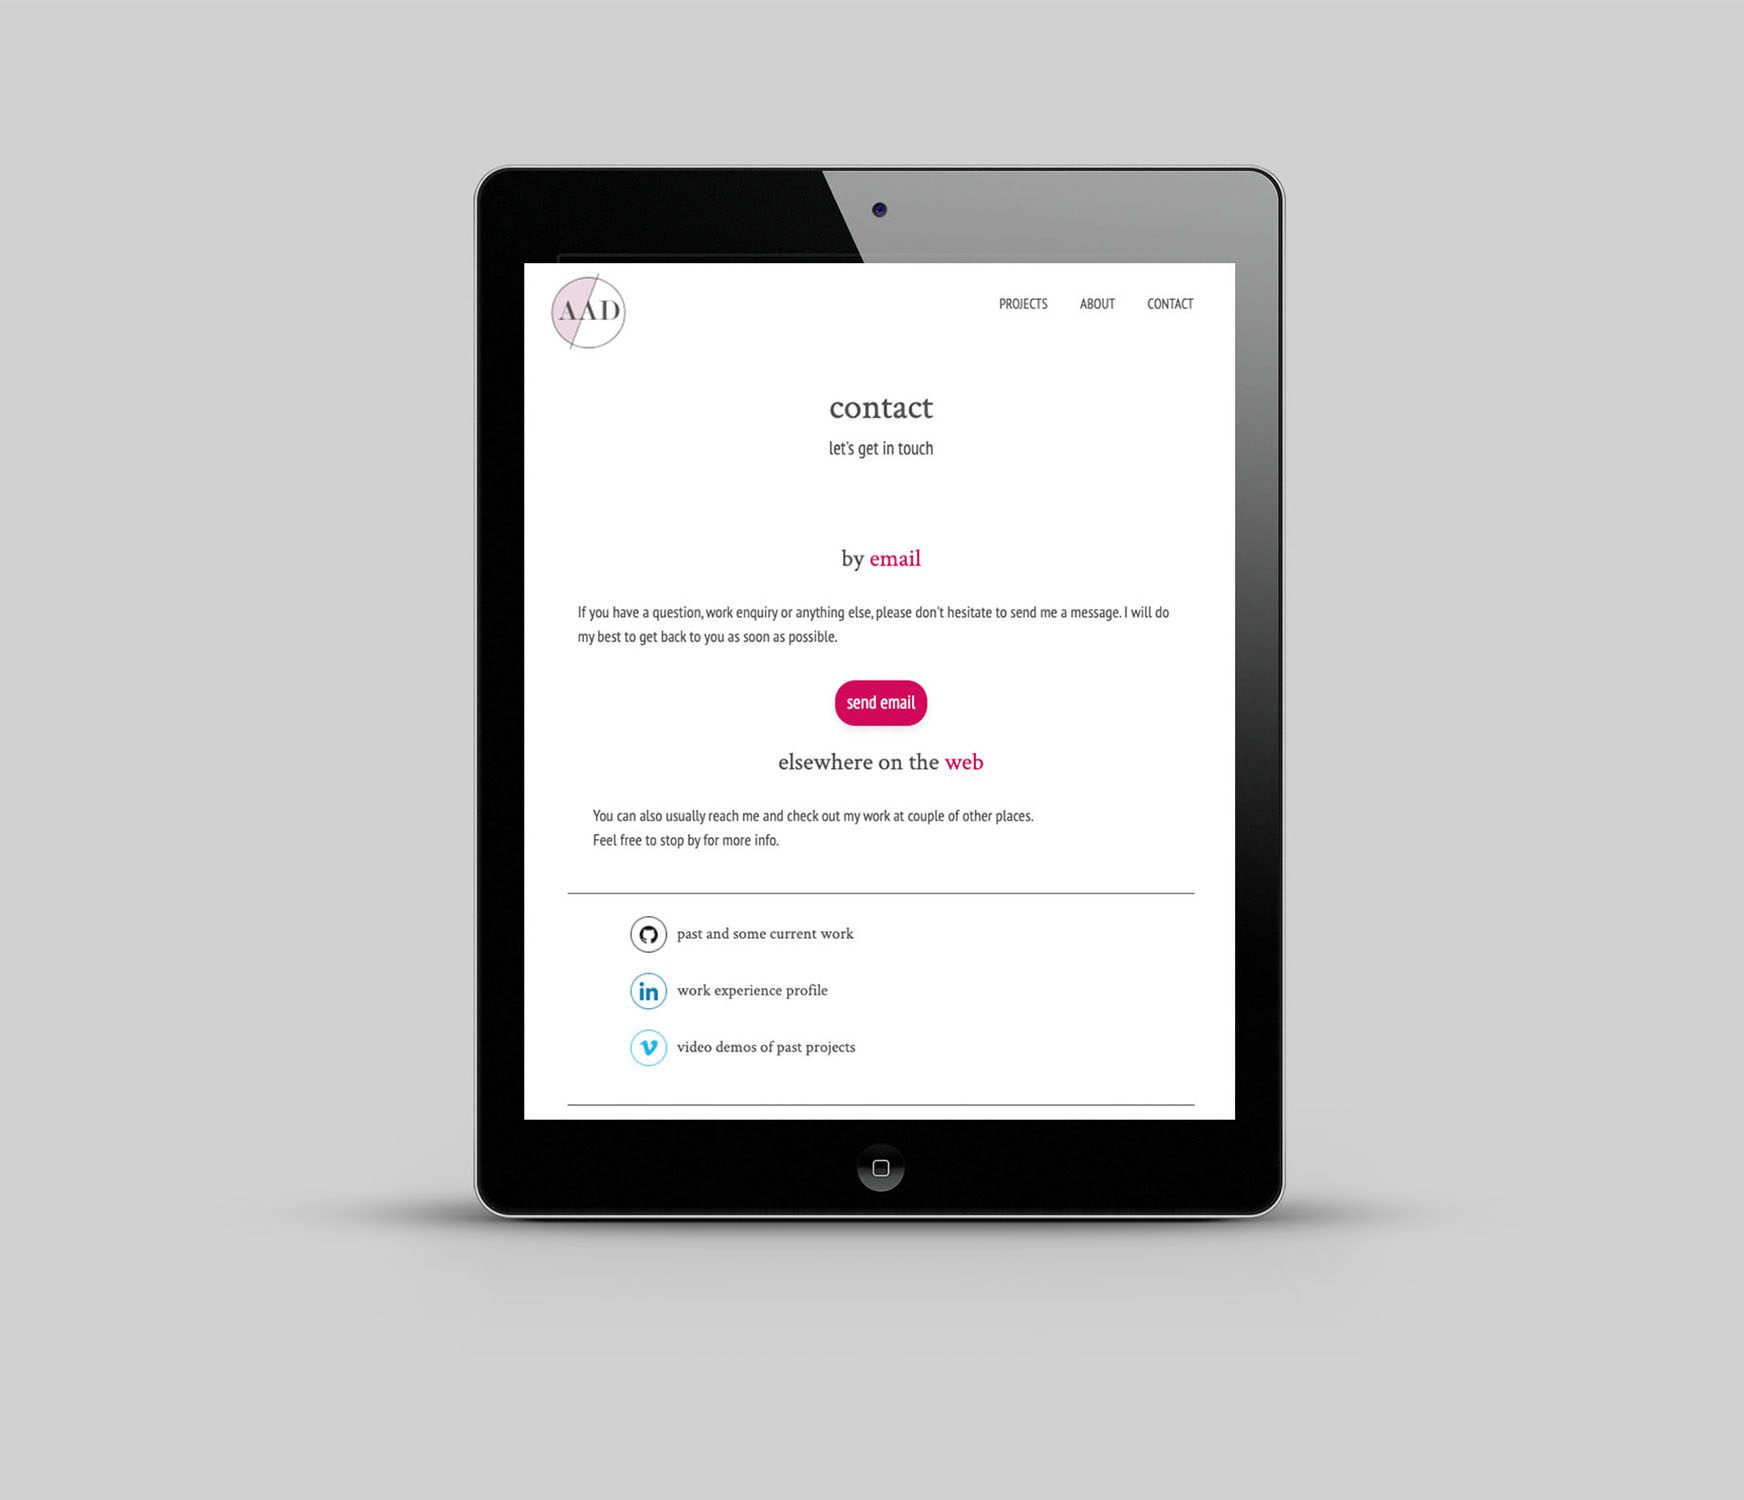 AAD
PROJECTS ABOUT CONTACT
contact
let's get in touch
by email
If you have a question, work enquiry or anything else, please don't hesitate to send me a message. I will do
my best to get back to you as soon as possible.
send email
elsewhere on the web
You can also usually reach me and check out my work at couple of other places.
Feel free to stop by for more info.
past and some current work
in work experience profile
video demos of past projects